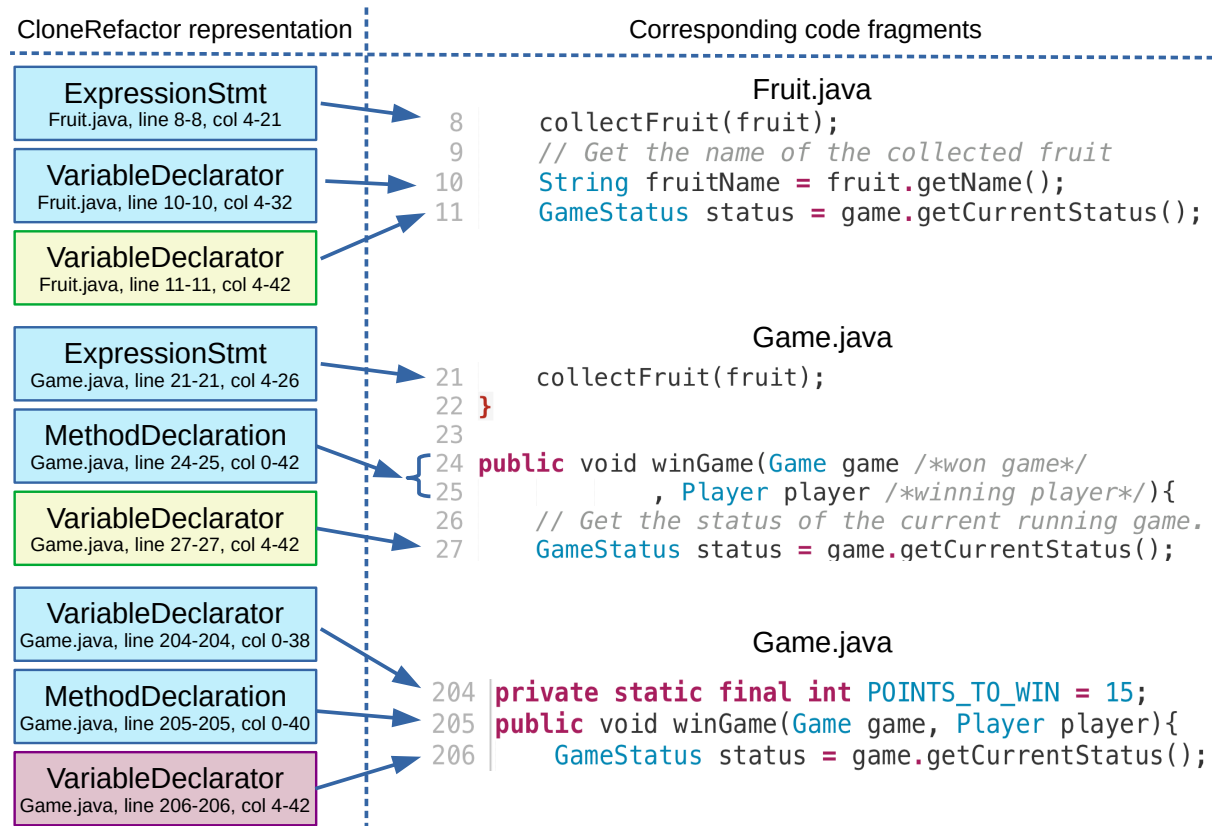 CloneRefactor representation
Corresponding code fragments
ExpressionStmt
Fruit.java, line 8-8, col 4-21
VariableDeclarator
Fruit.java, line 10-10, col 4-32
VariableDeclarator
Fruit.java, line 11-11, col 4-42
Fruit.java
8 collectFruit(fruit);
9 // Get the name of the collected fruit
10 String fruitName = fruit.getName();
11 GameStatus status = game.getCurrentStatus();
ExpressionStmt
Game.java, line 21-21, col 4-26
MethodDeclaration
Game.java, line 24-25, col 0-42
VariableDeclarator
Game.java, line 27-27, col 4-42
Game.java
21 collectFruit(fruit);
22 }
23
24 public void winGame(Game game /*won game*/
25 , Player player /*winning player*/){
26 // Get the status of the current running game.
27 GameStatus status = game.getCurrentStatus();
VariableDeclarator
Game.java, line 204-204, col 0-38
MethodDeclaration
Game.java, line 205-205, col 0-40
VariableDeclarator
Game.java, line 206-206, col 4-42
Game.java
204 private static final int POINTS_TO_WIN = 15;
205 public void winGame(Game game, Player player){
206 GameStatus status = game.getCurrentStatus();